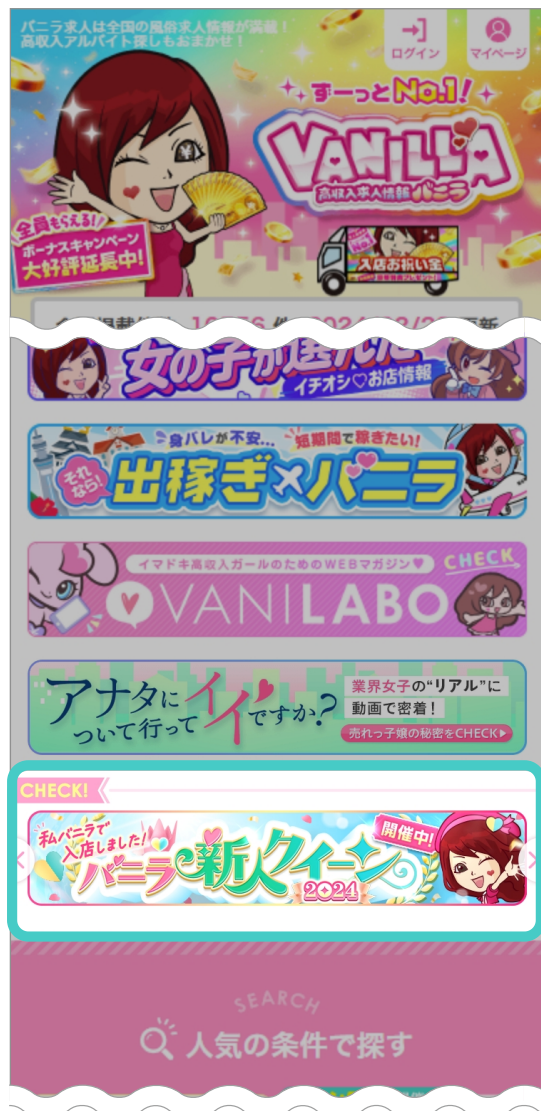 バニラ求人は全国の風俗求人情報が満載！
高収入アルバイト探しもおまかせ！
ログイン
マイページ
ずーっとNo.1！
VANILLA
高収入求人情報 バニラ
全員もらえる！
ボーナスキャンペーン
大好評延長中！
No.1
入店お祝い金
女の子が選んだ
イチオシ♡お店情報
身バレが不安… 短期間で稼ぎたい！
それなら！
出稼ぎ×バニラ
イマドキ高収入ガールのためのWEBマガジン♥
CHECK
VANILABO
アナタに
ついて行って
イイですか？
業界女子の“リアル”に
動画で密着！
売れっ子嬢の秘密をCHECK▶
CHECK!
私バニラで
入店しました！
開催中！
バニラ新人クイーン
2024
SEARCH
人気の条件で探す